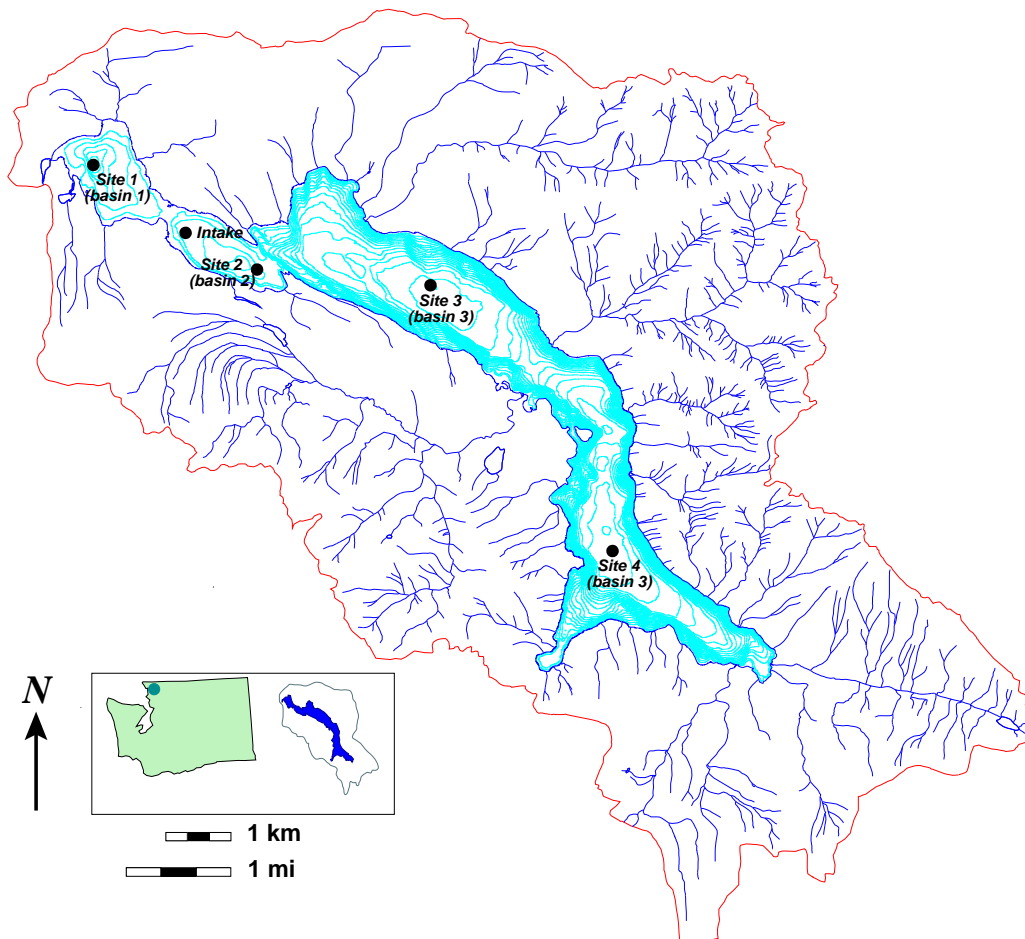 Site 1
(basin 1)
Intake
Site 2
(basin 2)
Site 3
(basin 3)
Site 4
(basin 3)
N
1 km
1 mi